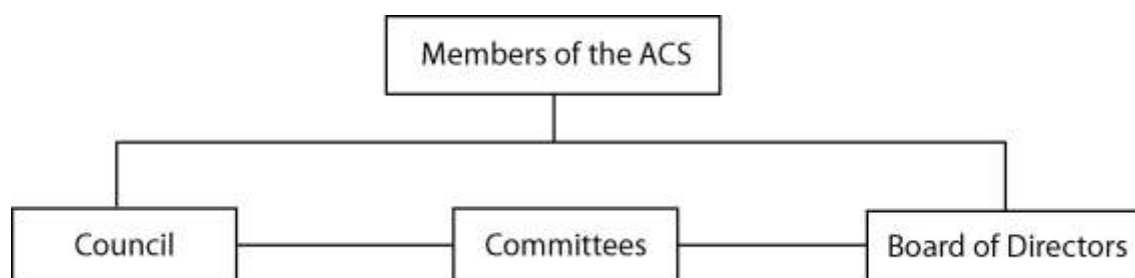 Members of the ACS
Council
Committees
Board of Directors